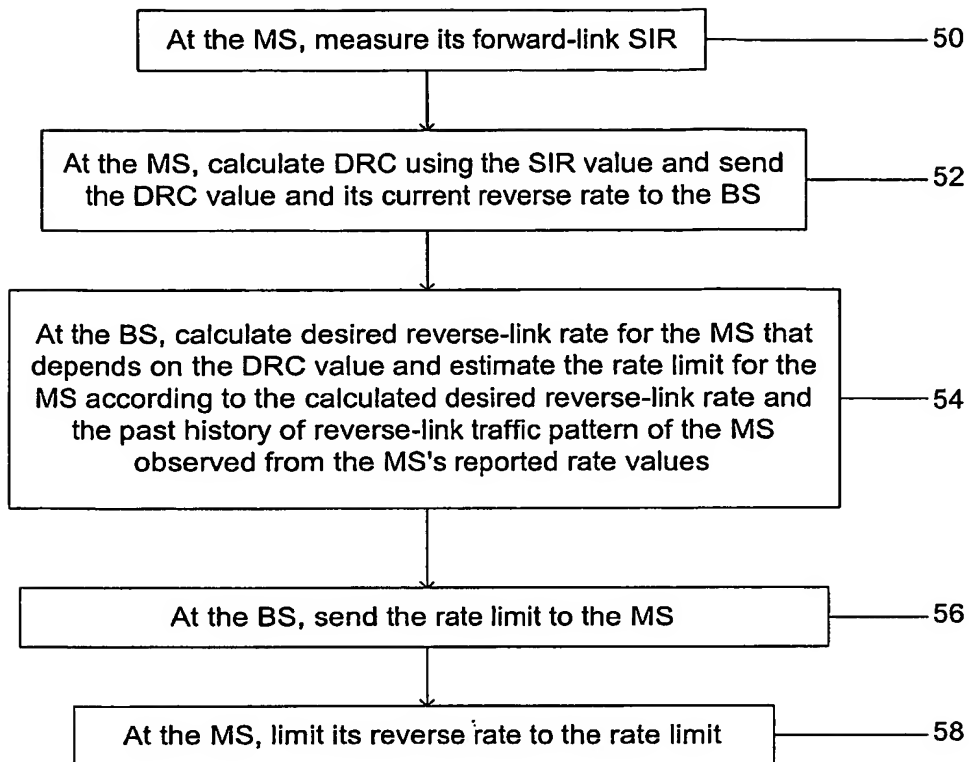 At the MS, measure its forward-link SIR
50
At the MS, calculate DRC using the SIR value and send
the DRC value and its current reverse rate to the BS
52
At the BS, calculate desired reverse-link rate for the MS that
depends on the DRC value and estimate the rate limit for the
MS according to the calculated desired reverse-link rate and
the past history of reverse-link traffic pattern of the MS
observed from the MS's reported rate values
54
At the BS, send the rate limit to the MS
56
At the MS, limit its reverse rate to the rate limit
58